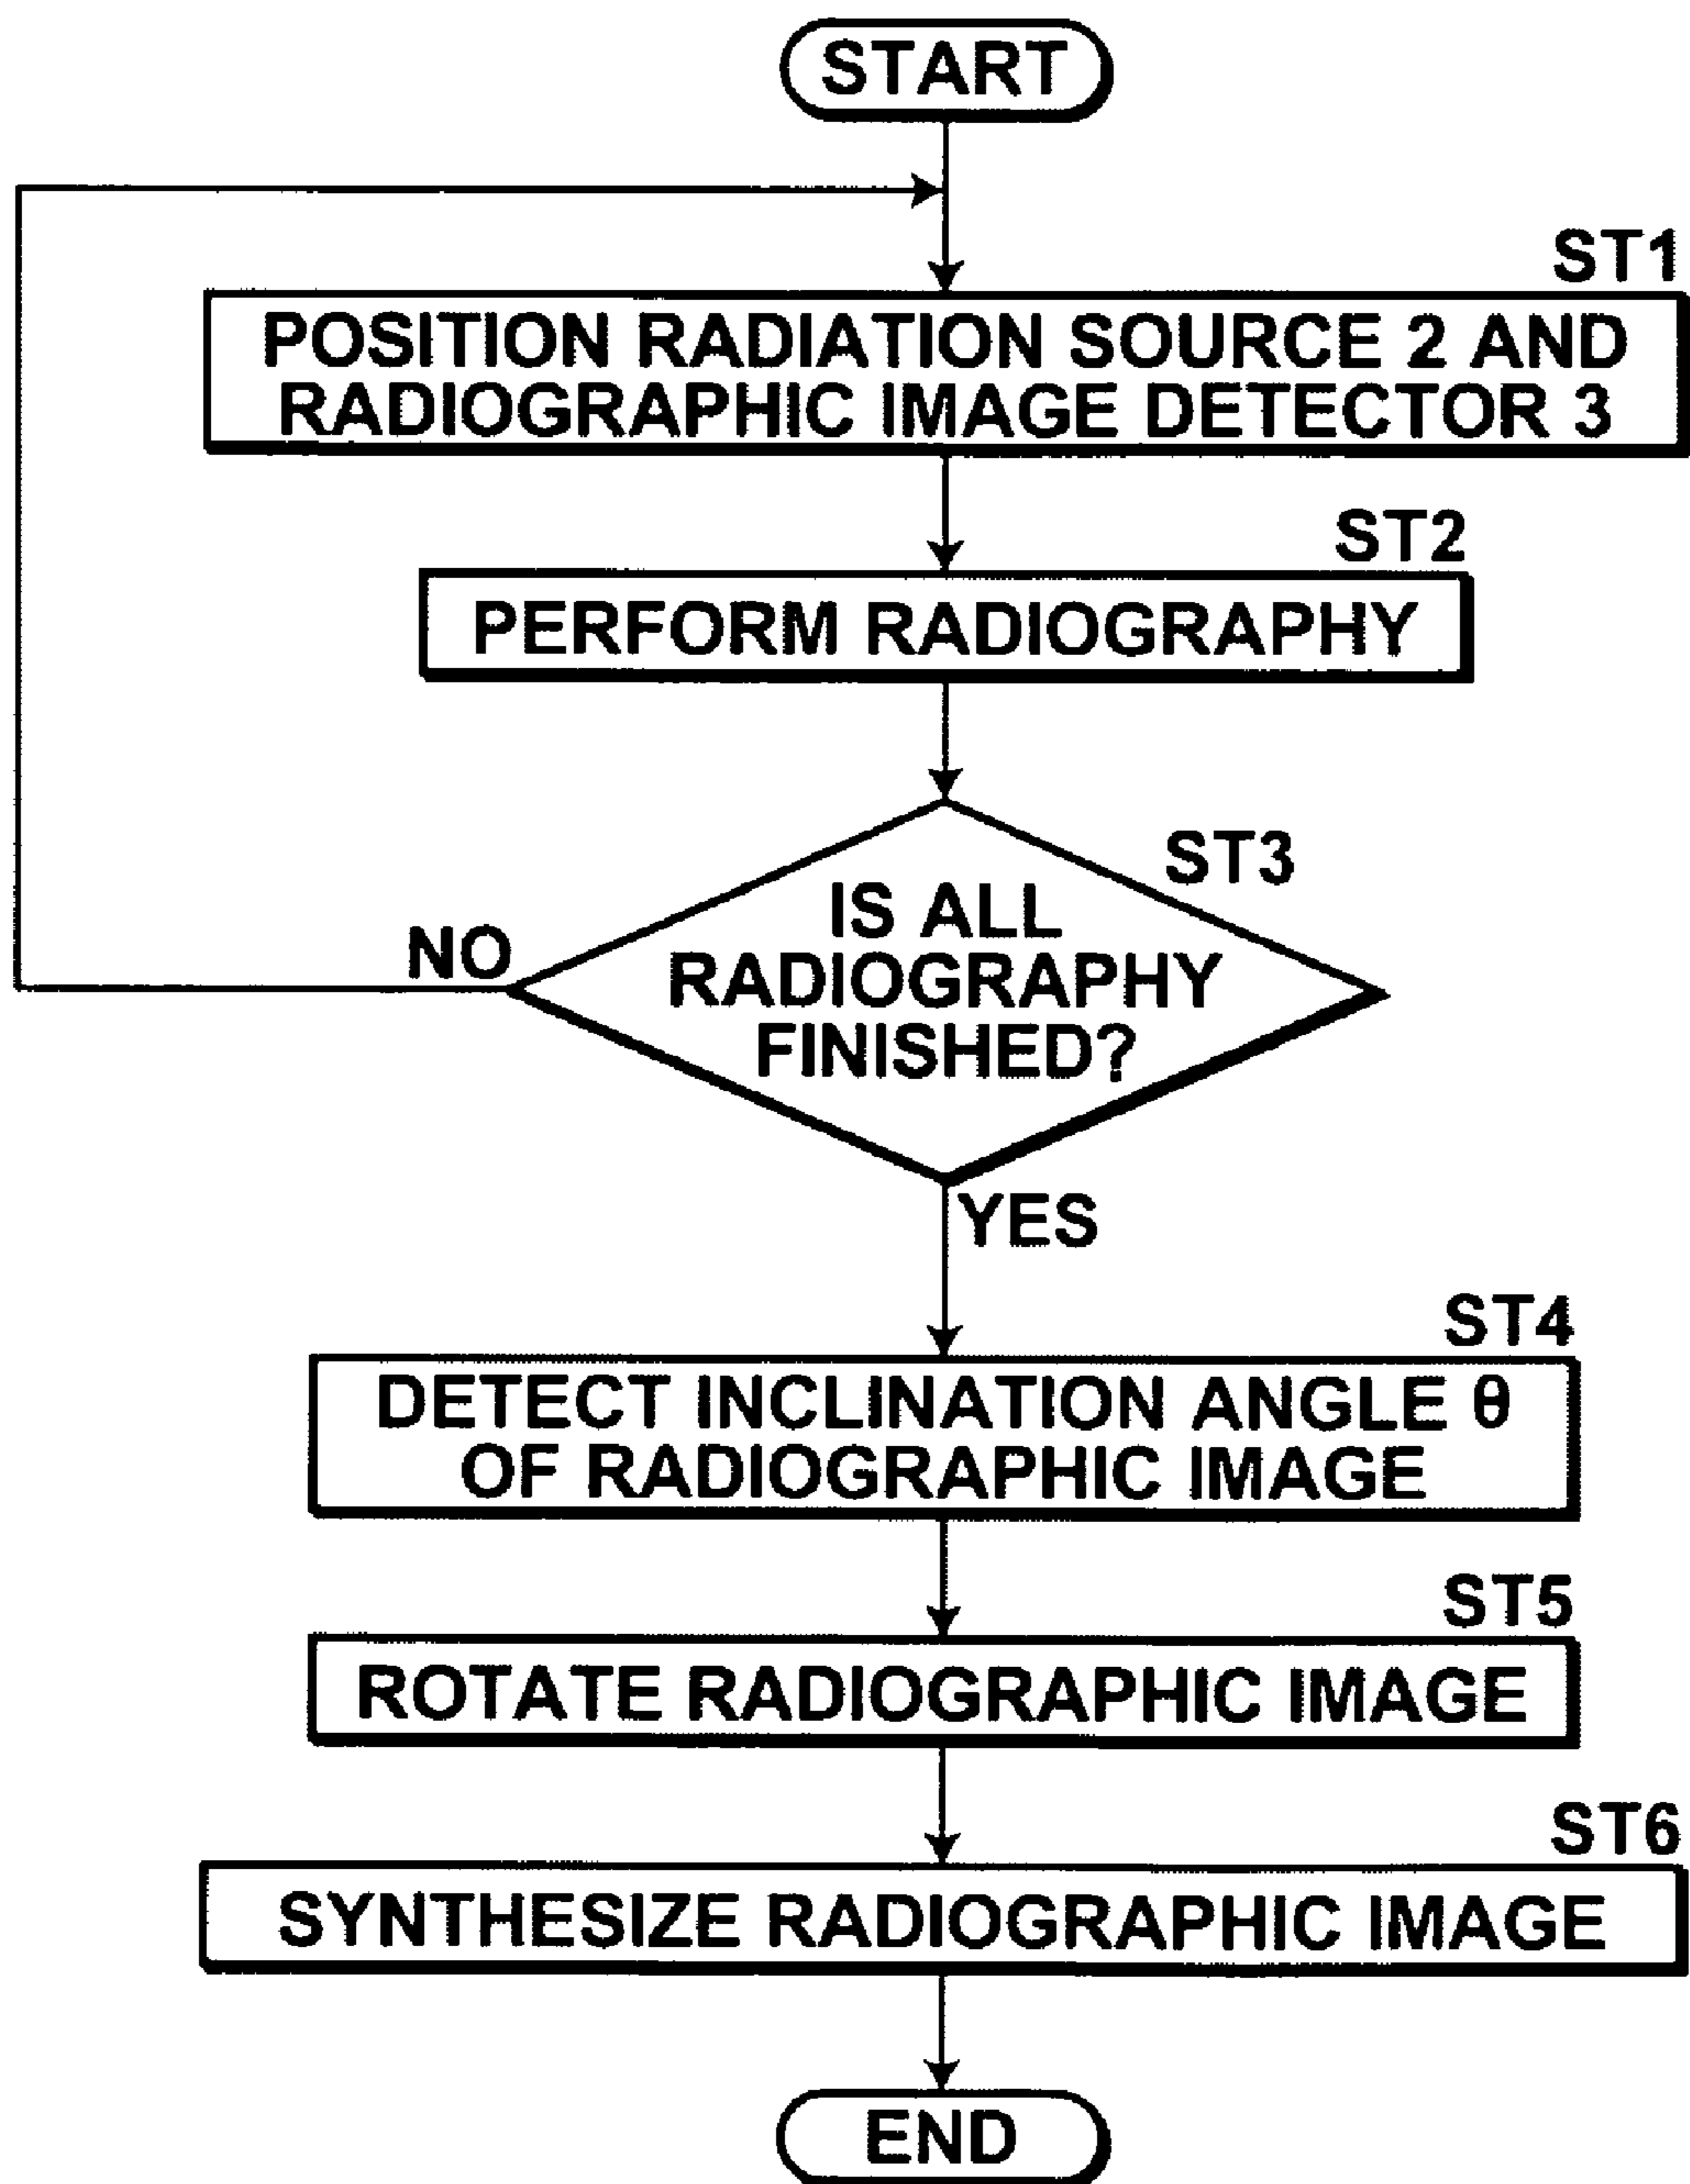 START
ST1
POSITION RADIATION SOURCE 2 AND
RADIOGRAPHIC IMAGE DETECTOR 3
ST2
PERFORM RADIOGRAPHY
ST3
IS ALL
RADIOGRAPHY
FINISHED?
NO
YES
ST4
DETECT INCLINATION ANGLE θ
OF RADIOGRAPHIC IMAGE
ST5
ROTATE RADIOGRAPHIC IMAGE
ST6
SYNTHESIZE RADIOGRAPHIC IMAGE
END